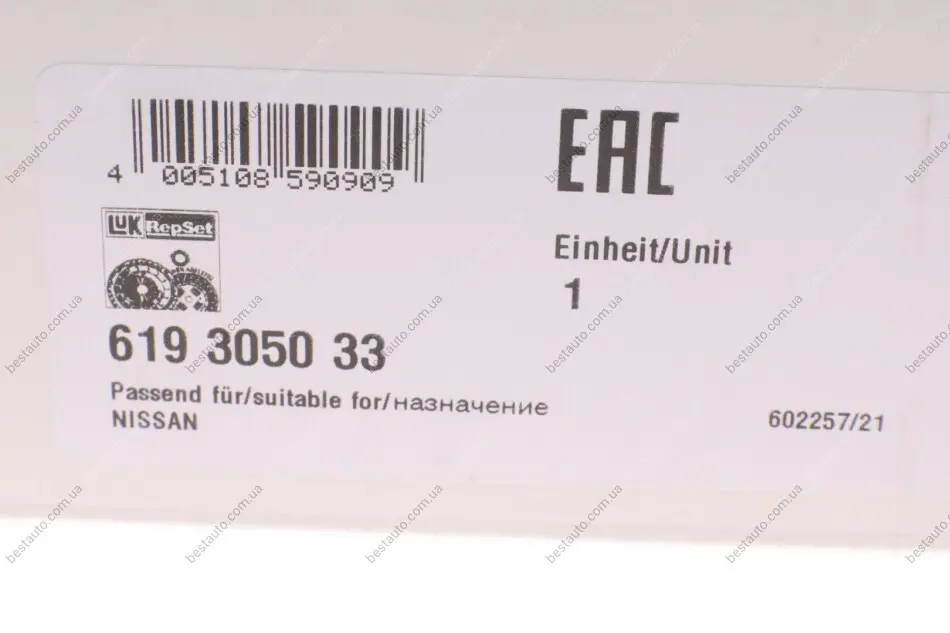 4 005108 590909
EAC
LUK RepSet
Einheit/Unit
1
619 3050 33
Passend für/suitable for/назначение
NISSAN
602257/21
bestauto.com.ua